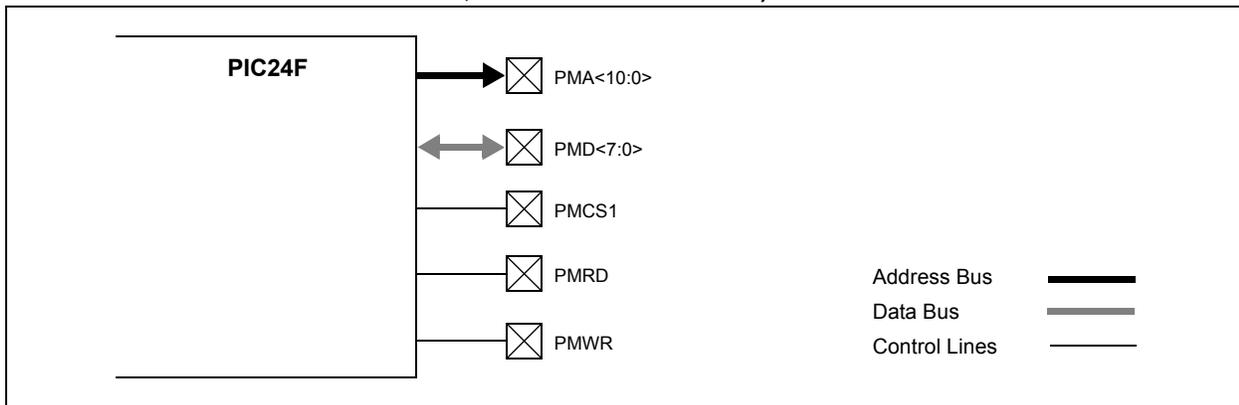 PIC24F
PMA<10:0>
PMD<7:0>
PMCS1
PMRD
PMWR
Address Bus
Data Bus
Control Lines